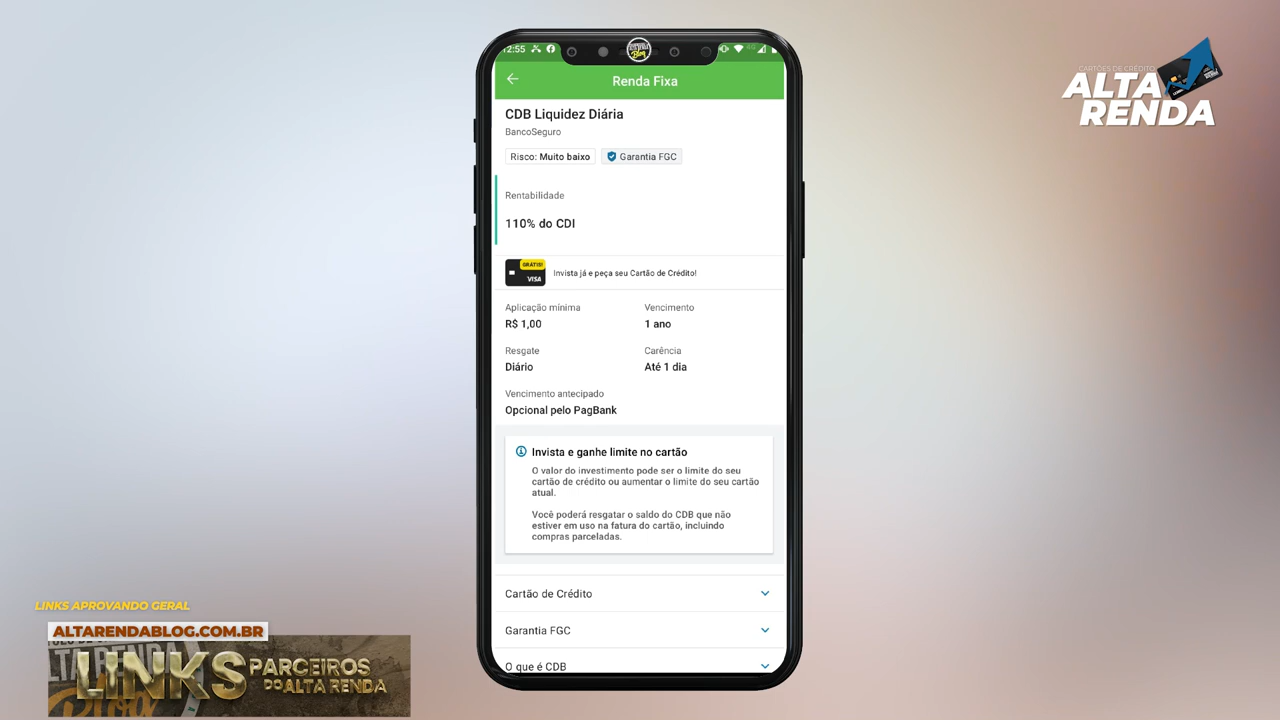 12:55
4G
Renda Fixa
CDB Liquidez Diária
BancoSeguro
Risco: Muito baixo
Garantia FGC
Rentabilidade
110% do CDI
GRÁTIS!
VISA
Invista já e peça seu Cartão de Crédito!
Aplicação mínima
Vencimento
R$ 1,00
1 ano
Resgate
Carência
Diário
Até 1 dia
Vencimento antecipado
Opcional pelo PagBank
Invista e ganhe limite no cartão
O valor do investimento pode ser o limite do seu
cartão de crédito ou aumentar o limite do seu cartão
atual.
Você poderá resgatar o saldo do CDB que não
estiver em uso na fatura do cartão, incluindo
compras parceladas.
Cartão de Crédito
Garantia FGC
O que é CDB
CARTÕES DE CRÉDITO
ALTA
RENDA
LINKS APROVANDO GERAL
ALTARENDABLOG.COM.BR
LINKS PARCEIROS
DO ALTA RENDA